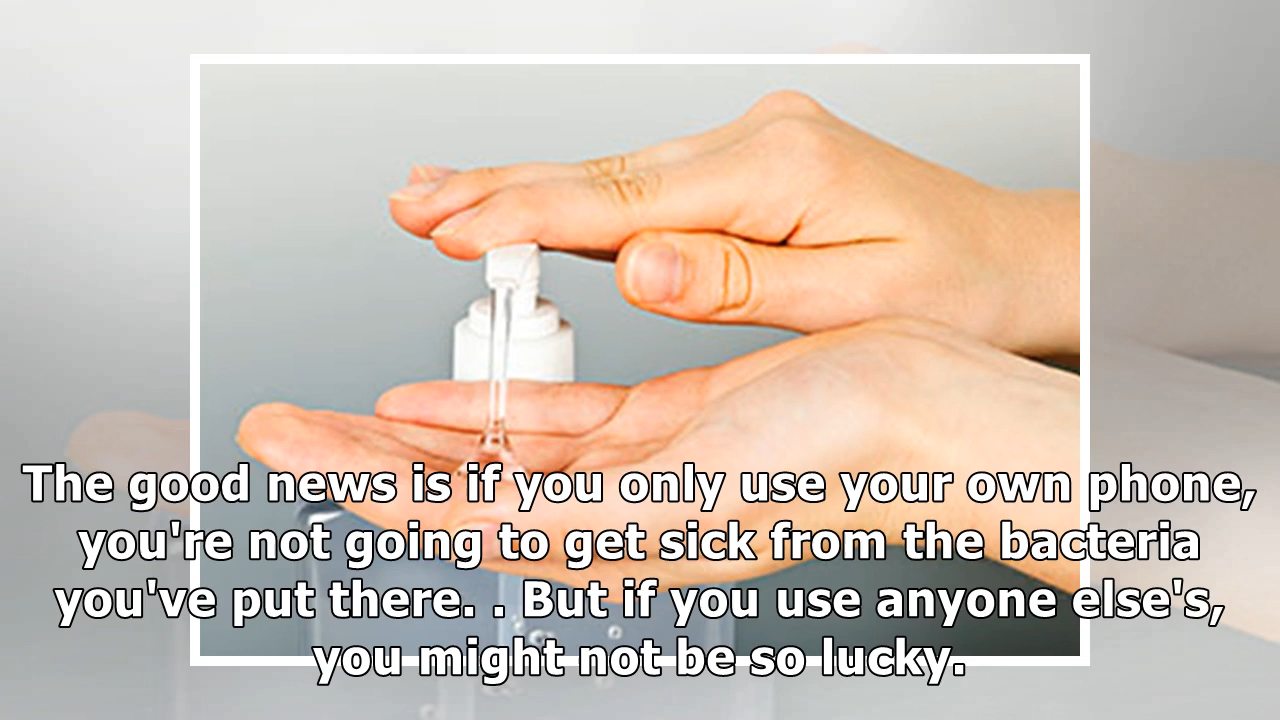 The good news is if you only use your own phone,
you're not going to get sick from the bacteria
you've put there. . But if you use anyone else's,
you might not be so lucky.